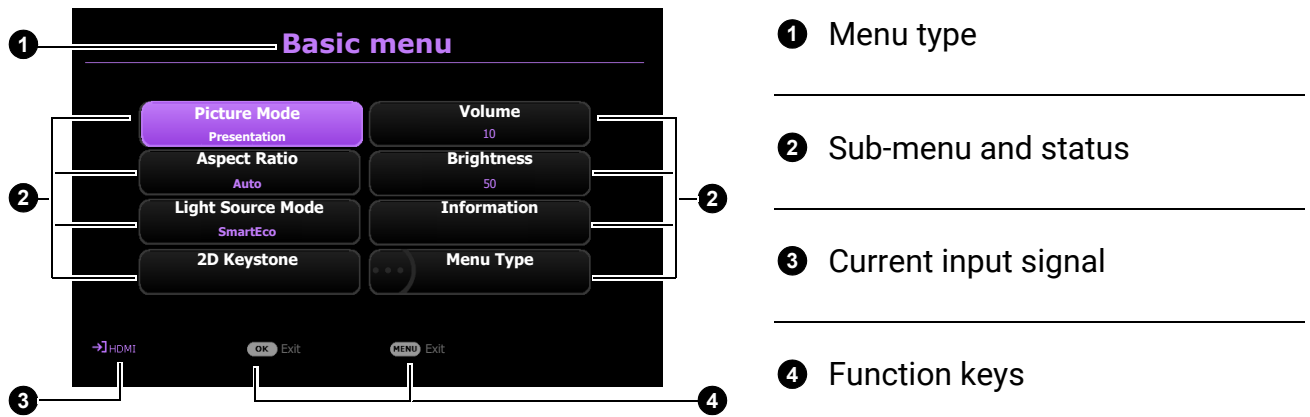 1
Basic menu
1 Menu type
Picture Mode
Presentation
Volume
10
Aspect Ratio
Auto
Brightness
50
2 Sub-menu and status
2
2
Light Source Mode
SmartEco
Information
2D Keystone
Menu Type
3 Current input signal
HDMI
OK Exit
MENU Exit
3
4
4 Function keys